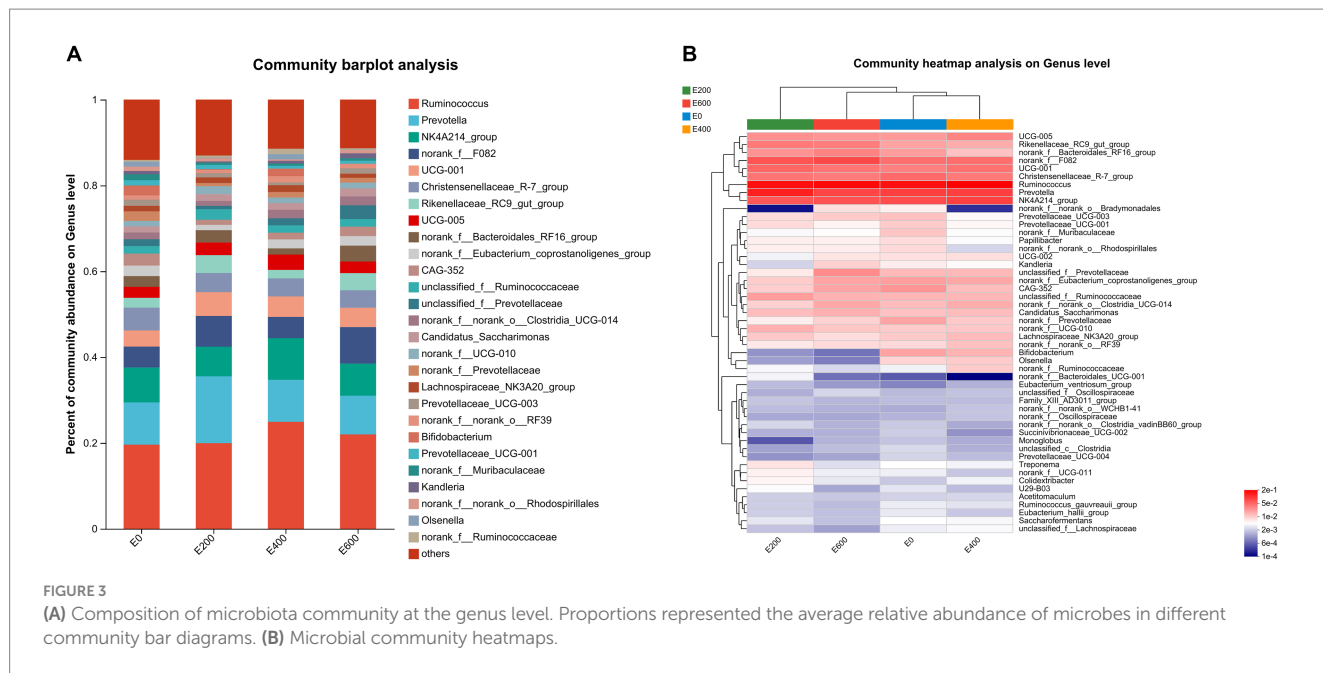 A
Community barplot analysis
Percent of community abundance on Genus level
1
0.8
0.6
0.4
0.2
0
E0
E200
E400
E600
Ruminococcus
Prevotella
NK4A214_group
norank_f__F082
UCG-001
Christensenellaceae_R-7_group
Rikenellaceae_RC9_gut_group
UCG-005
norank_f__Bacteroidales_RF16_group
norank_f__Eubacterium_coprostanoligenes_group
CAG-352
unclassified_f__Ruminococcaceae
unclassified_f__Prevotellaceae
norank_f__norank_o__Clostridia_UCG-014
Candidatus_Saccharimonas
norank_f__UCG-010
norank_f__Prevotellaceae
Lachnospiraceae_NK3A20_group
Prevotellaceae_UCG-003
norank_f__norank_o__RF39
Bifidobacterium
Prevotellaceae_UCG-001
norank_f__Muribaculaceae
Kandleria
norank_f__norank_o__Rhodospirillales
Olsenella
norank_f__Ruminococcaceae
others
B
Community heatmap analysis on Genus level
E200
E600
E0
E400
UCG-005
Rikenellaceae_RC9_gut_group
norank_f__Bacteroidales_RF16_group
norank_f__F082
UCG-001
Christensenellaceae_R-7_group
Ruminococcus
Prevotella
NK4A214_group
norank_f__norank_o__Bradymonadales
Prevotellaceae_UCG-003
Prevotellaceae_UCG-001
norank_f__Muribaculaceae
Papillibacter
norank_f__norank_o__Rhodospirillales
UCG-002
Kandleria
unclassified_f__Prevotellaceae
norank_f__Eubacterium_coprostanoligenes_group
CAG-352
unclassified_f__Ruminococcaceae
norank_f__norank_o__Clostridia_UCG-014
Candidatus_Saccharimonas
norank_f__Prevotellaceae
norank_f__UCG-010
Lachnospiraceae_NK3A20_group
norank_f__norank_o__RF39
Bifidobacterium
Olsenella
norank_f__Ruminococcaceae
norank_f__Bacteroidales_UCG-001
Eubacterium_ventriosum_group
unclassified_f__Oscillospiraceae
Family_XIII_AD3011_group
norank_f__norank_o__WCHB1-41
norank_f__Oscillospiraceae
norank_f__norank_o__Clostridia_vadinBB60_group
Succinivibrionaceae_UCG-002
Monoglobus
unclassified_c__Clostridia
Prevotellaceae_UCG-004
Treponema
norank_f__UCG-011
Colidextribacter
U29-B03
Acetitomaculum
Ruminococcus_gauvreauii_group
Eubacterium_hallii_group
Saccharofermentans
unclassified_f__Lachnospiraceae
E200
E600
E0
E400
2e-1
5e-2
1e-2
2e-3
6e-4
1e-4
FIGURE 3
(A) Composition of microbiota community at the genus level. Proportions represented the average relative abundance of microbes in different
community bar diagrams. (B) Microbial community heatmaps.